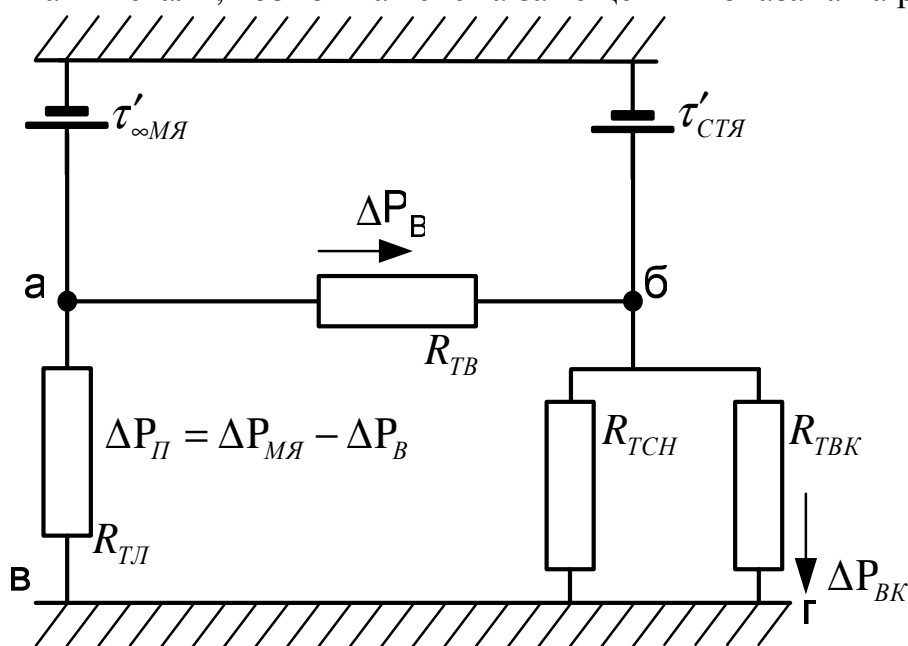 τ′∞МЯ
τ′СТЯ
ΔPВ
а
б
RТВ
ΔPП = ΔPМЯ − ΔPВ
RТСН
RТВК
RТЛ
в
ΔPВК
г